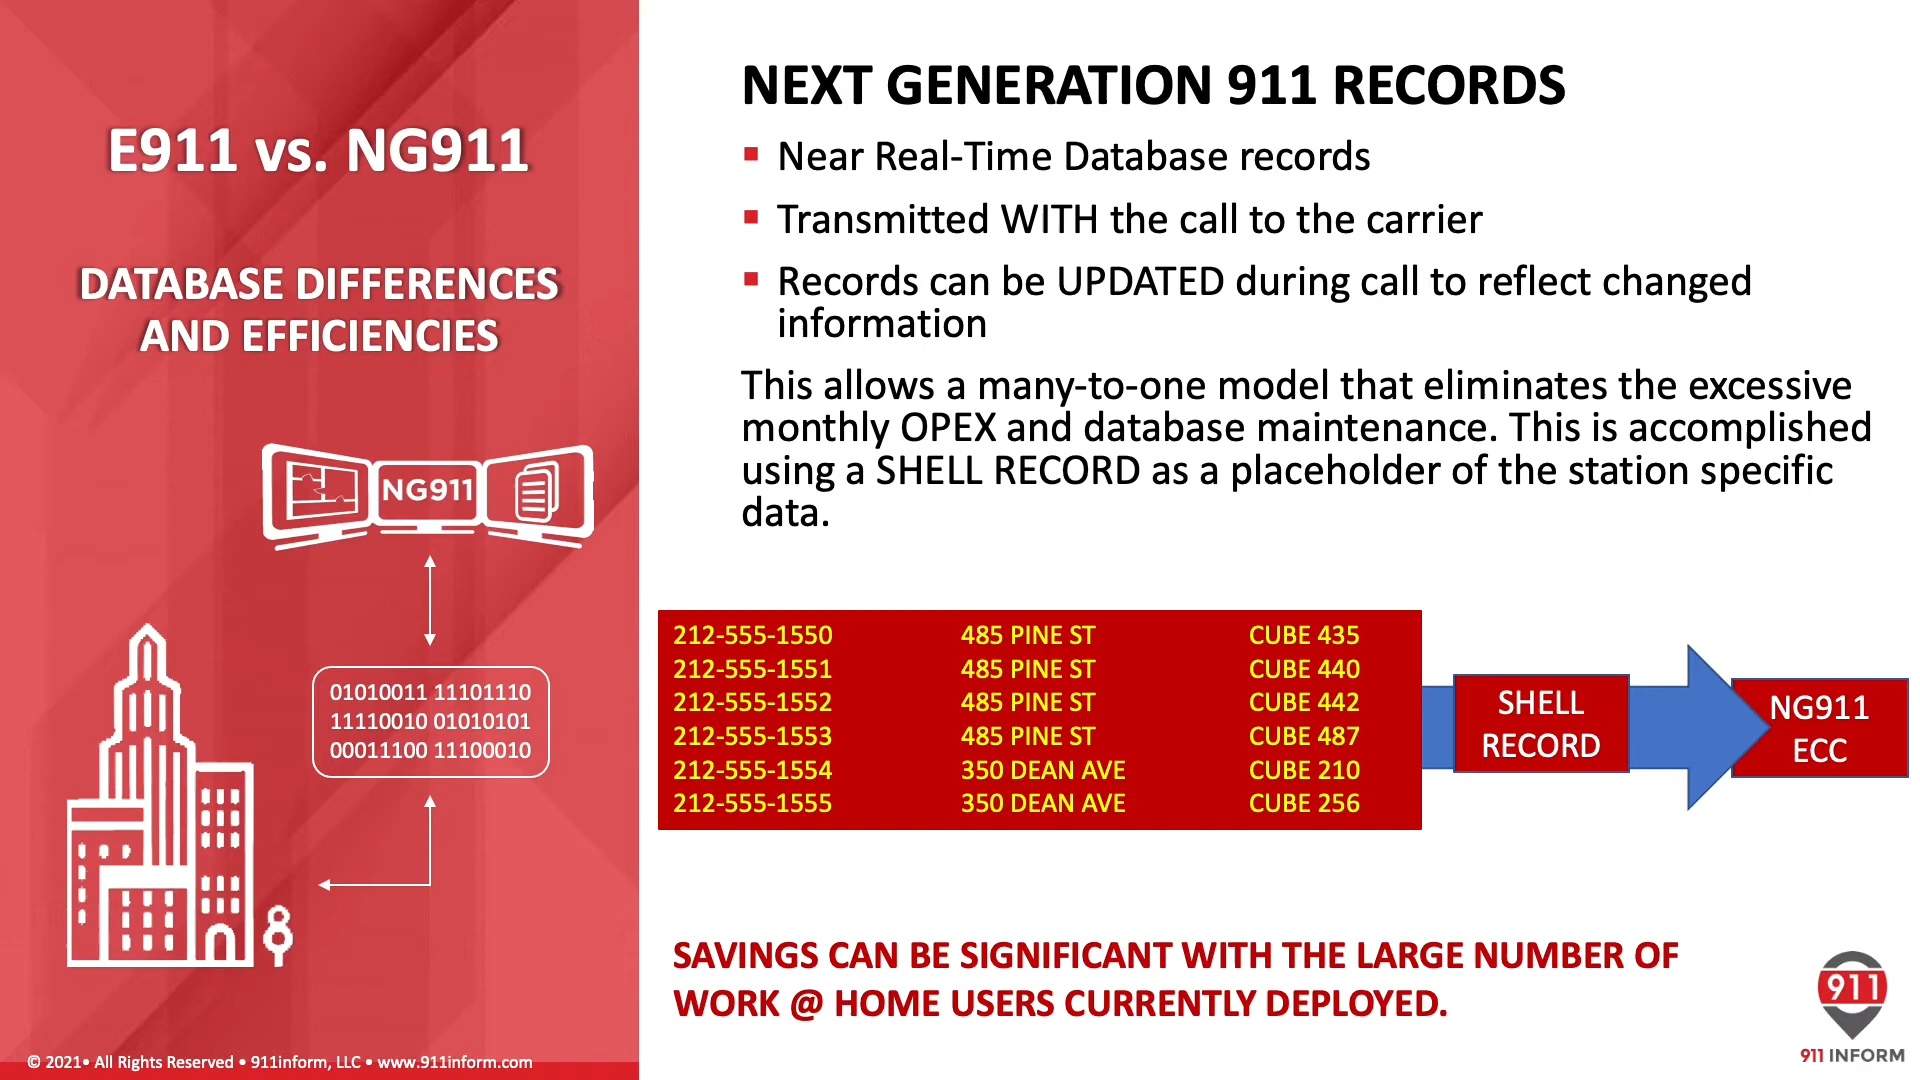 E911 vs. NG911
DATABASE DIFFERENCES
AND EFFICIENCIES
NG911
01010011 11101110
11110010 01010101
00011100 11100010
© 2021• All Rights Reserved • 911inform, LLC • www.911inform.com
NEXT GENERATION 911 RECORDS
▪ Near Real-Time Database records
▪ Transmitted WITH the call to the carrier
▪ Records can be UPDATED during call to reflect changed
information
This allows a many-to-one model that eliminates the excessive
monthly OPEX and database maintenance. This is accomplished
using a SHELL RECORD as a placeholder of the station specific
data.
212-555-1550 485 PINE ST CUBE 435
212-555-1551 485 PINE ST CUBE 440
212-555-1552 485 PINE ST CUBE 442
212-555-1553 485 PINE ST CUBE 487
212-555-1554 350 DEAN AVE CUBE 210
212-555-1555 350 DEAN AVE CUBE 256
SHELL
RECORD
NG911
ECC
SAVINGS CAN BE SIGNIFICANT WITH THE LARGE NUMBER OF
WORK @ HOME USERS CURRENTLY DEPLOYED.
911
911 INFORM